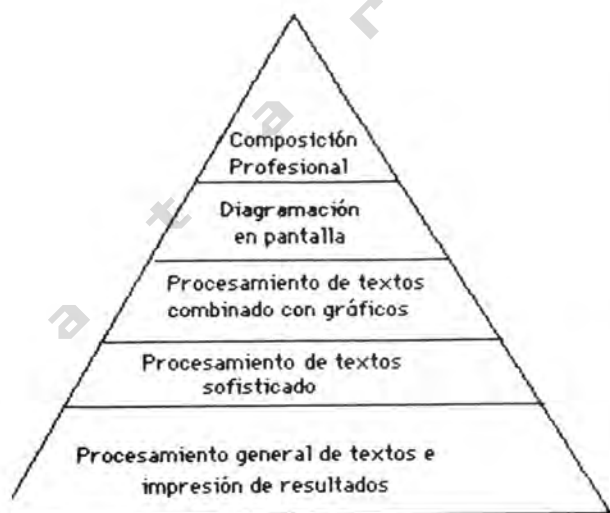 Composición
Profesional
Diagramación
en pantalla
Procesamiento de textos
combinado con gráficos
Procesamiento de textos
sofisticado
Procesamiento general de textos e
impresión de resultados